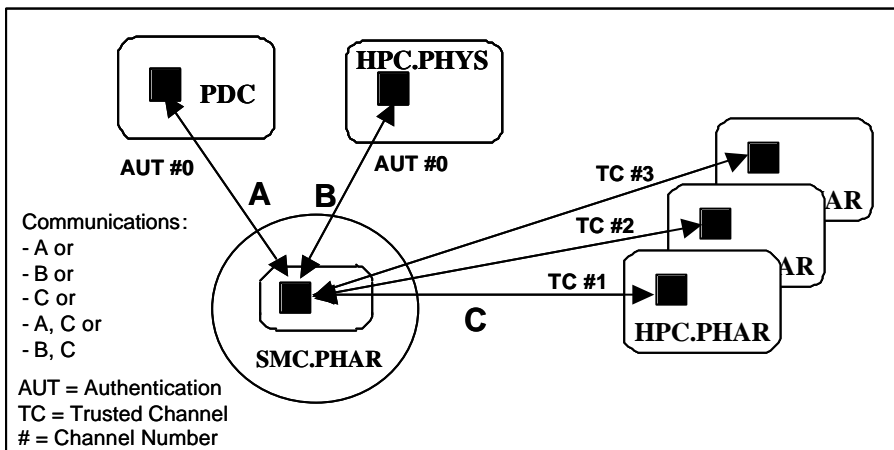 PDC
HPC.PHYS
AUT #0
AUT #0
A
B
TC #3
TC #2
TC #1
C
AR
AR
HPC.PHAR
SMC.PHAR
Communications:
- A or
- B or
- C or
- A, C or
- B, C
AUT = Authentication
TC = Trusted Channel
# = Channel Number